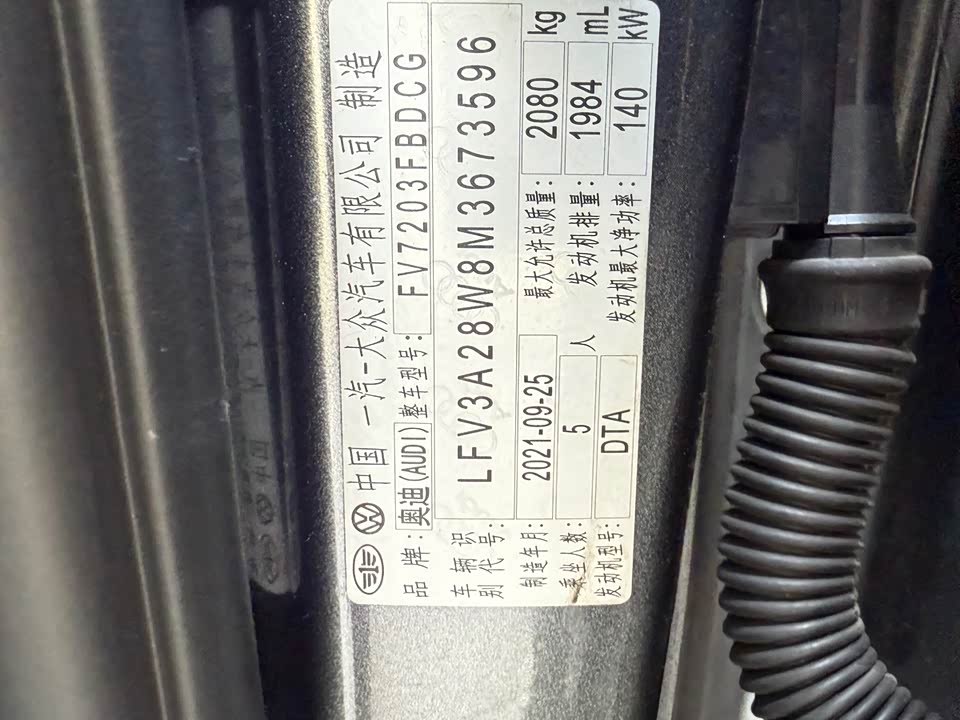 中国 一汽-大众汽车有限公司 制造
品 牌: 奥迪(AUDI) 整车型号: FV7203FBDCG
车辆识别代号: LFV3A28W8M3673596
制造年月: 2021-09-25 最大允许总质量: 2080 kg
乘坐人数: 5 人 发动机排量: 1984 mL
发动机型号: DTA 发动机最大净功率: 140 kW